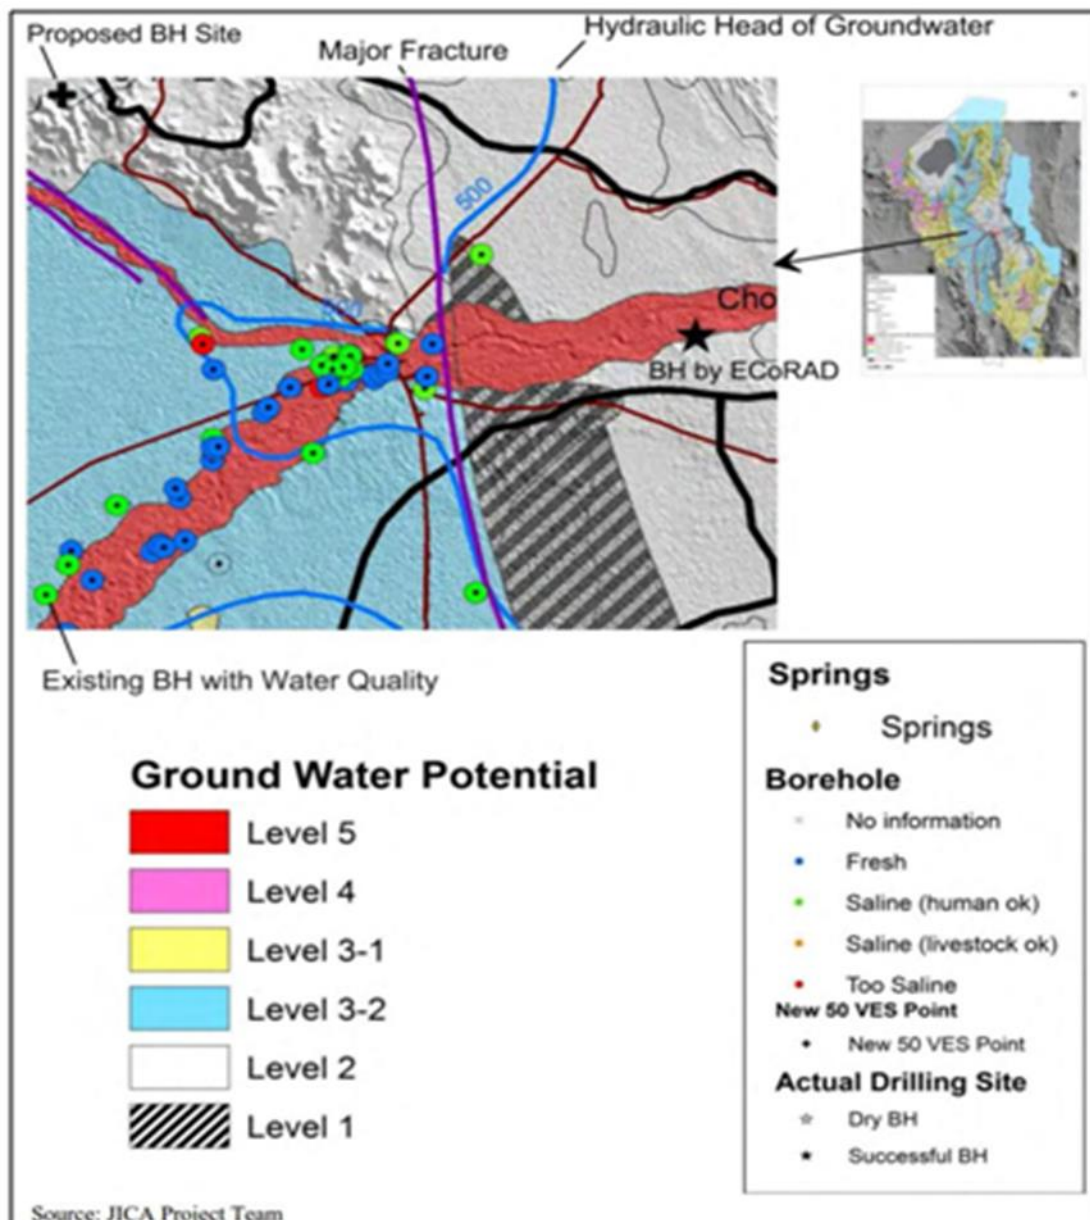 Hydraulic Head of Groundwater
Proposed BH Site
Major Fracture
500
500
Cho
BH by ECoRAD
Existing BH with Water Quality
Ground Water Potential
Level 5
Level 4
Level 3-1
Level 3-2
Level 2
Level 1
Springs
Springs
Borehole
No information
Fresh
Saline (human ok)
Saline (livestock ok)
Too Saline
New 50 VES Point
New 50 VES Point
Actual Drilling Site
Dry BH
Successful BH
Source: JICA Project Team